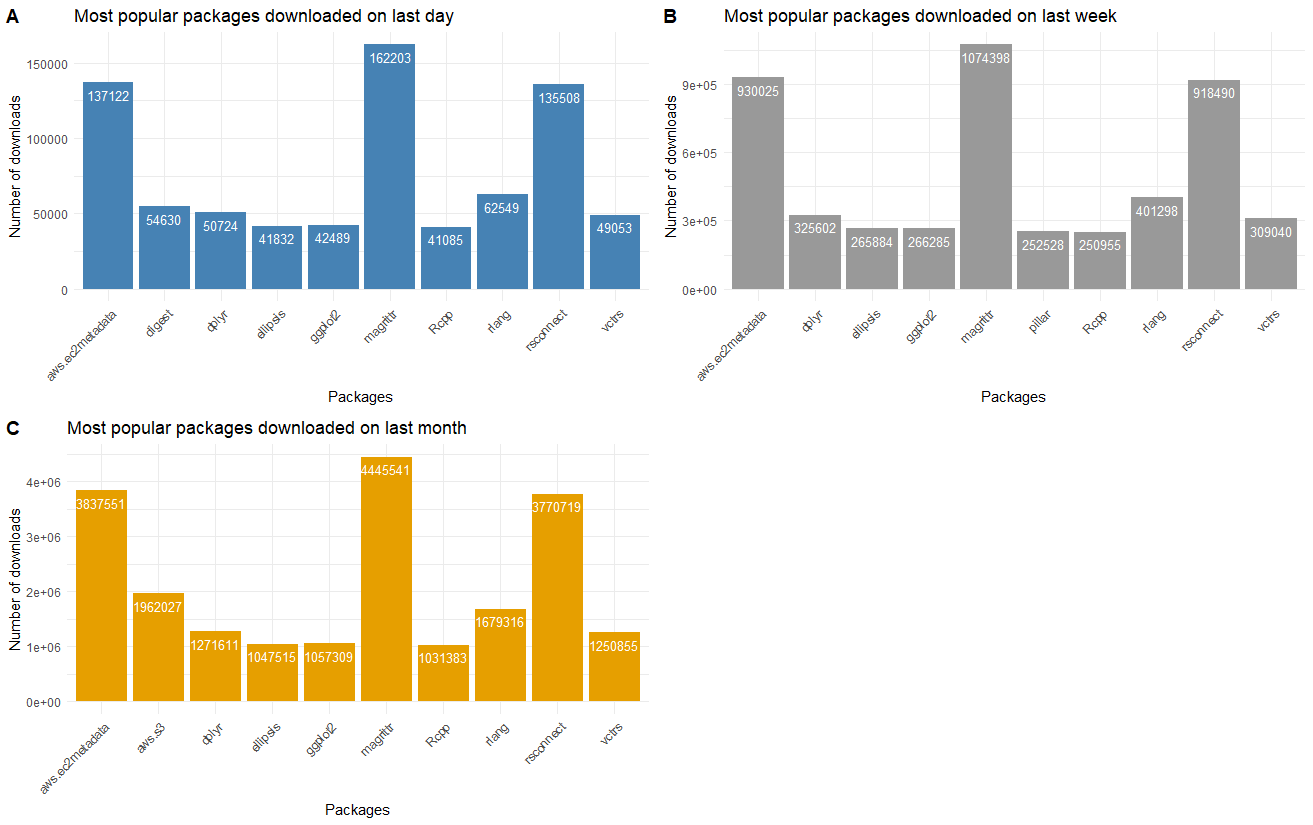 A
Most popular packages downloaded on last day
Number of downloads
150000
100000
50000
0
137122
54630
50724
41832
42489
162203
41085
62549
135508
49053
aws.ec2metadata
digest
dplyr
ellipsis
ggplot2
magrittr
Rcpp
rlang
rsconnect
vctrs
Packages
B
Most popular packages downloaded on last week
Number of downloads
9e+05
6e+05
3e+05
0e+00
930025
325602
265884
266285
1074398
252528
250955
401298
918490
309040
aws.ec2metadata
dplyr
ellipsis
ggplot2
magrittr
pillar
Rcpp
rlang
rsconnect
vctrs
Packages
C
Most popular packages downloaded on last month
Number of downloads
4e+06
3e+06
2e+06
1e+06
0e+00
3837551
1962027
1271611
1047515
1057309
4445541
1031383
1679316
3770719
1250855
aws.ec2metadata
aws.s3
dplyr
ellipsis
ggplot2
magrittr
Rcpp
rlang
rsconnect
vctrs
Packages